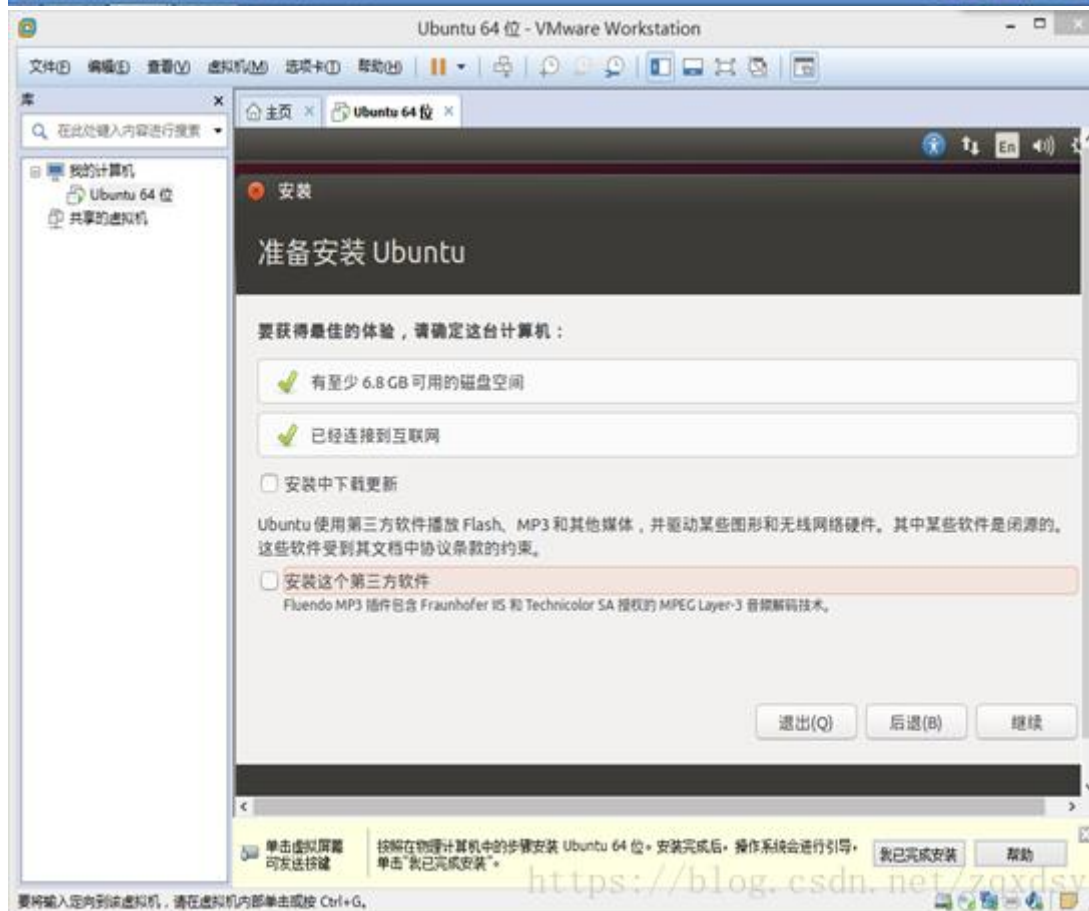 Ubuntu 64 位 - VMware Workstation
文件(F) 编辑(E) 查看(V) 虚拟机(M) 选项卡(T) 帮助(H)
库
主页 Ubuntu 64 位
在此处键入内容进行搜索
En
我的计算机
Ubuntu 64 位
共享的虚拟机
安装
准备安装 Ubuntu
要获得最佳的体验，请确定这台计算机：
有至少 6.8 GB 可用的磁盘空间
已经连接到互联网
安装中下载更新
Ubuntu 使用第三方软件播放 Flash、MP3 和其他媒体，并驱动某些图形和无线网络硬件。其中某些软件是闭源的。
这些软件受到其文档中协议条款的约束。
安装这个第三方软件
Fluendo MP3 插件包含 Fraunhofer IIS 和 Technicolor SA 授权的 MPEG Layer-3 音频解码技术。
退出(Q) 后退(B) 继续
单击虚拟屏幕
可发送按键
按照在物理计算机中的步骤安装 Ubuntu 64 位。安装完成后，操作系统会进行引导，
单击"我已完成安装"。
我已完成安装 帮助
https://blog.csdn.net/zqxdsy
要将输入定向到该虚拟机，请在虚拟机内部单击或按 Ctrl+G。